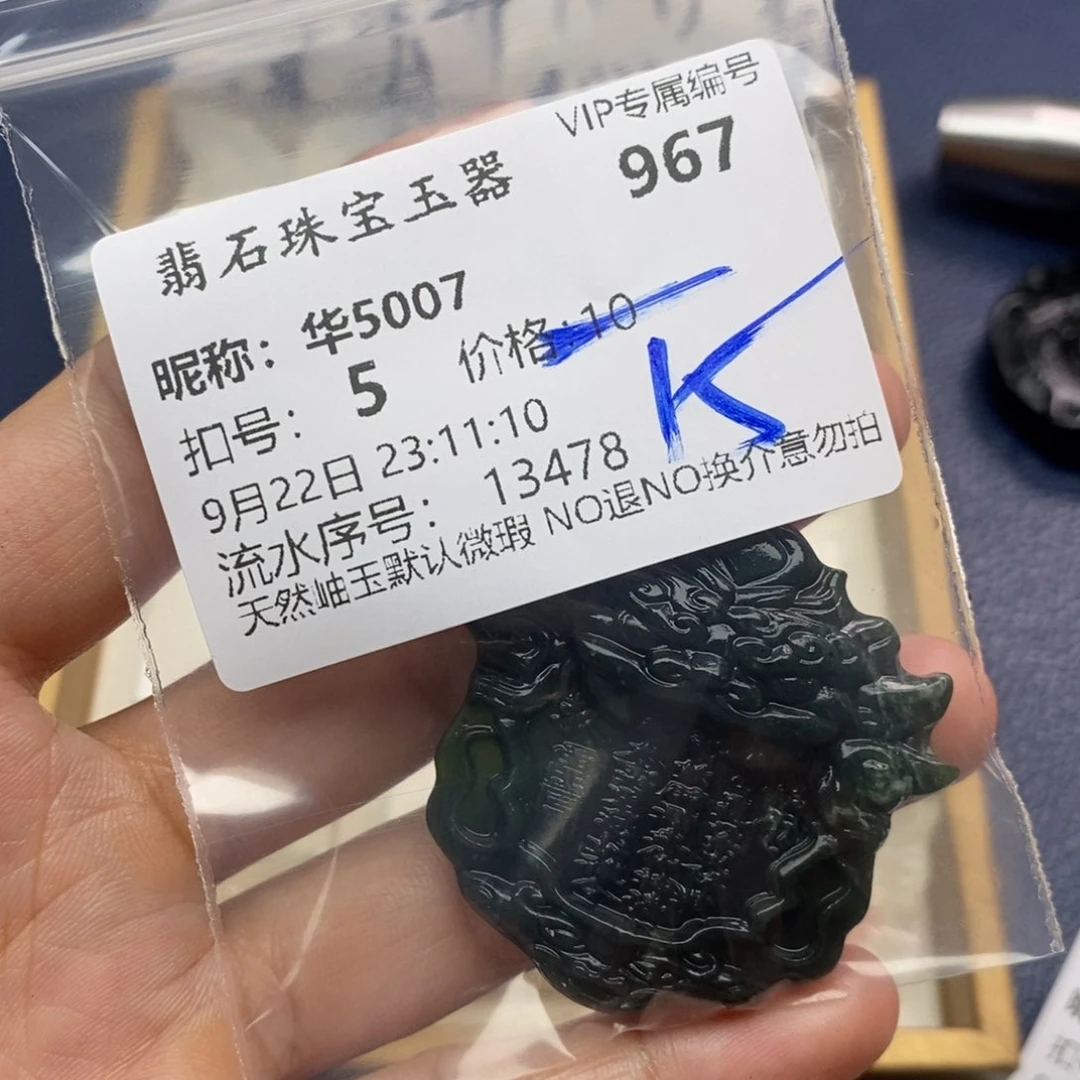 VIP专属编号
967
翡石珠宝玉器
昵称：华5007
扣号：5 价格:10
K
9月22日 23:11:10
流水序号：13478
天然岫玉默认微瑕 NO退NO换介意勿拍